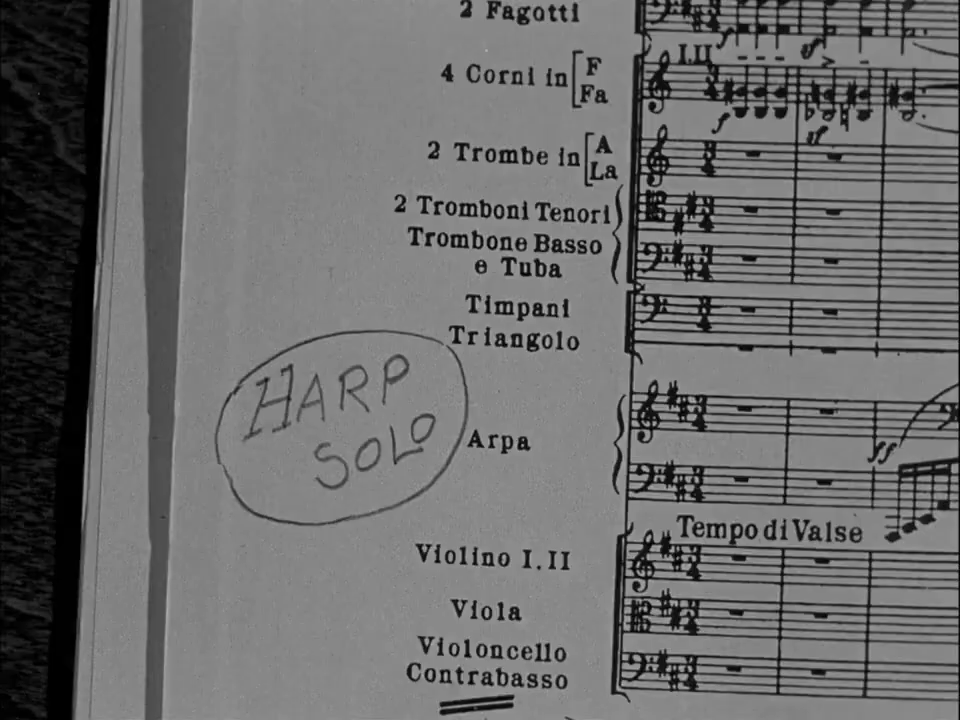 2 Fagotti
4 Corni in [F
Fa
I.II
f sf
2 Trombe in [A
La
2 Tromboni Tenori
Trombone Basso
e Tuba
Timpani
Triangolo
HARP
SOLO
Arpa
ff
Tempo di Valse
Violino I. II
Viola
Violoncello
Contrabasso